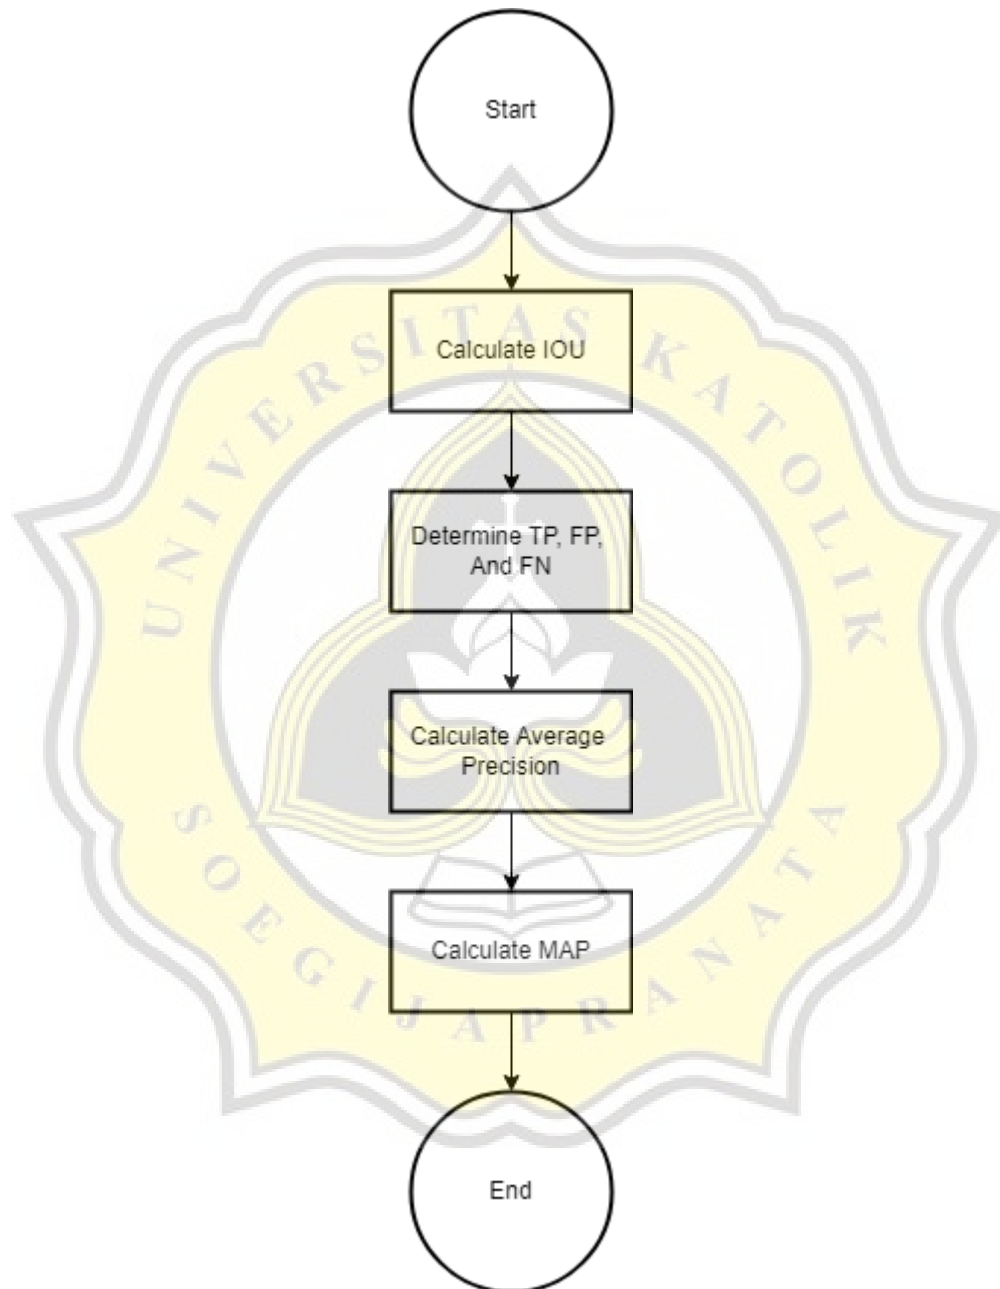 Start
UNIVERSITAS KATOLIK
Calculate IOU
Determine TP, FP,
And FN
Calculate Average
Precision
Calculate MAP
SOEGIJAPRANATA
End